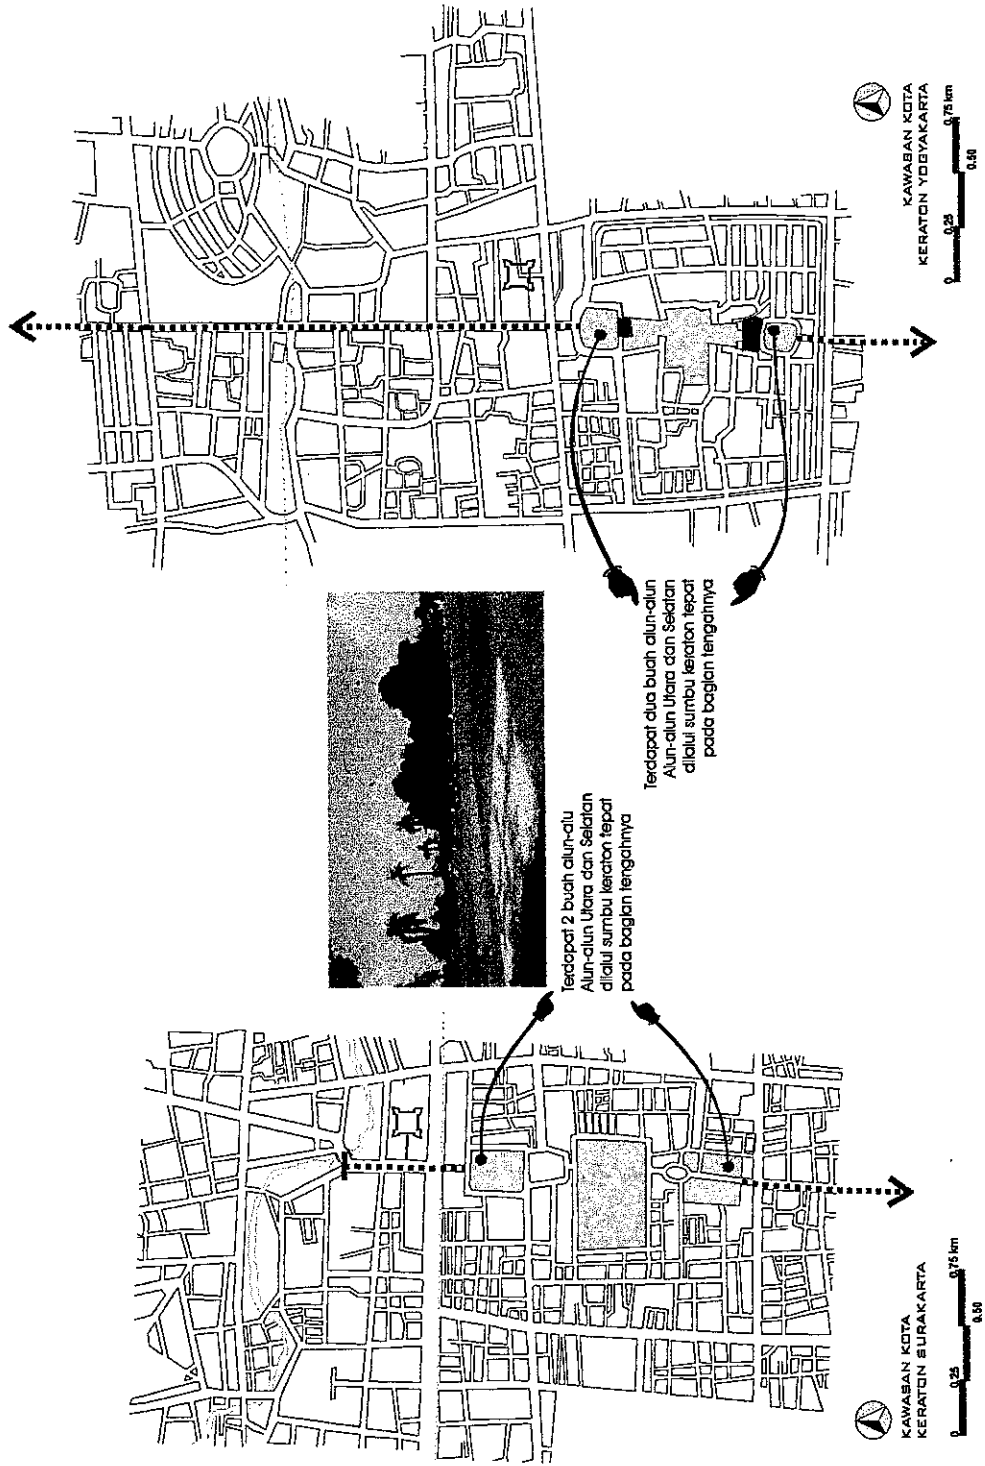 Terdapat 2 buah alun-alu
Alun-alun Utara dan Selatan
dilalui sumbu keraton tepat
pada bagian tengahnya
KAWASAN KOTA
KERATON SURAKARTA
0 0,25 0,75 km
0.50
Terdapat dua buah alun-alun
Alun-alun Utara dan Selatan
dilalui sumbu keraton tepat
pada bagian tengahnya
KAWASAN KOTA
KERATON YOGYAKARTA
0 0,25 0,75 km
0.50